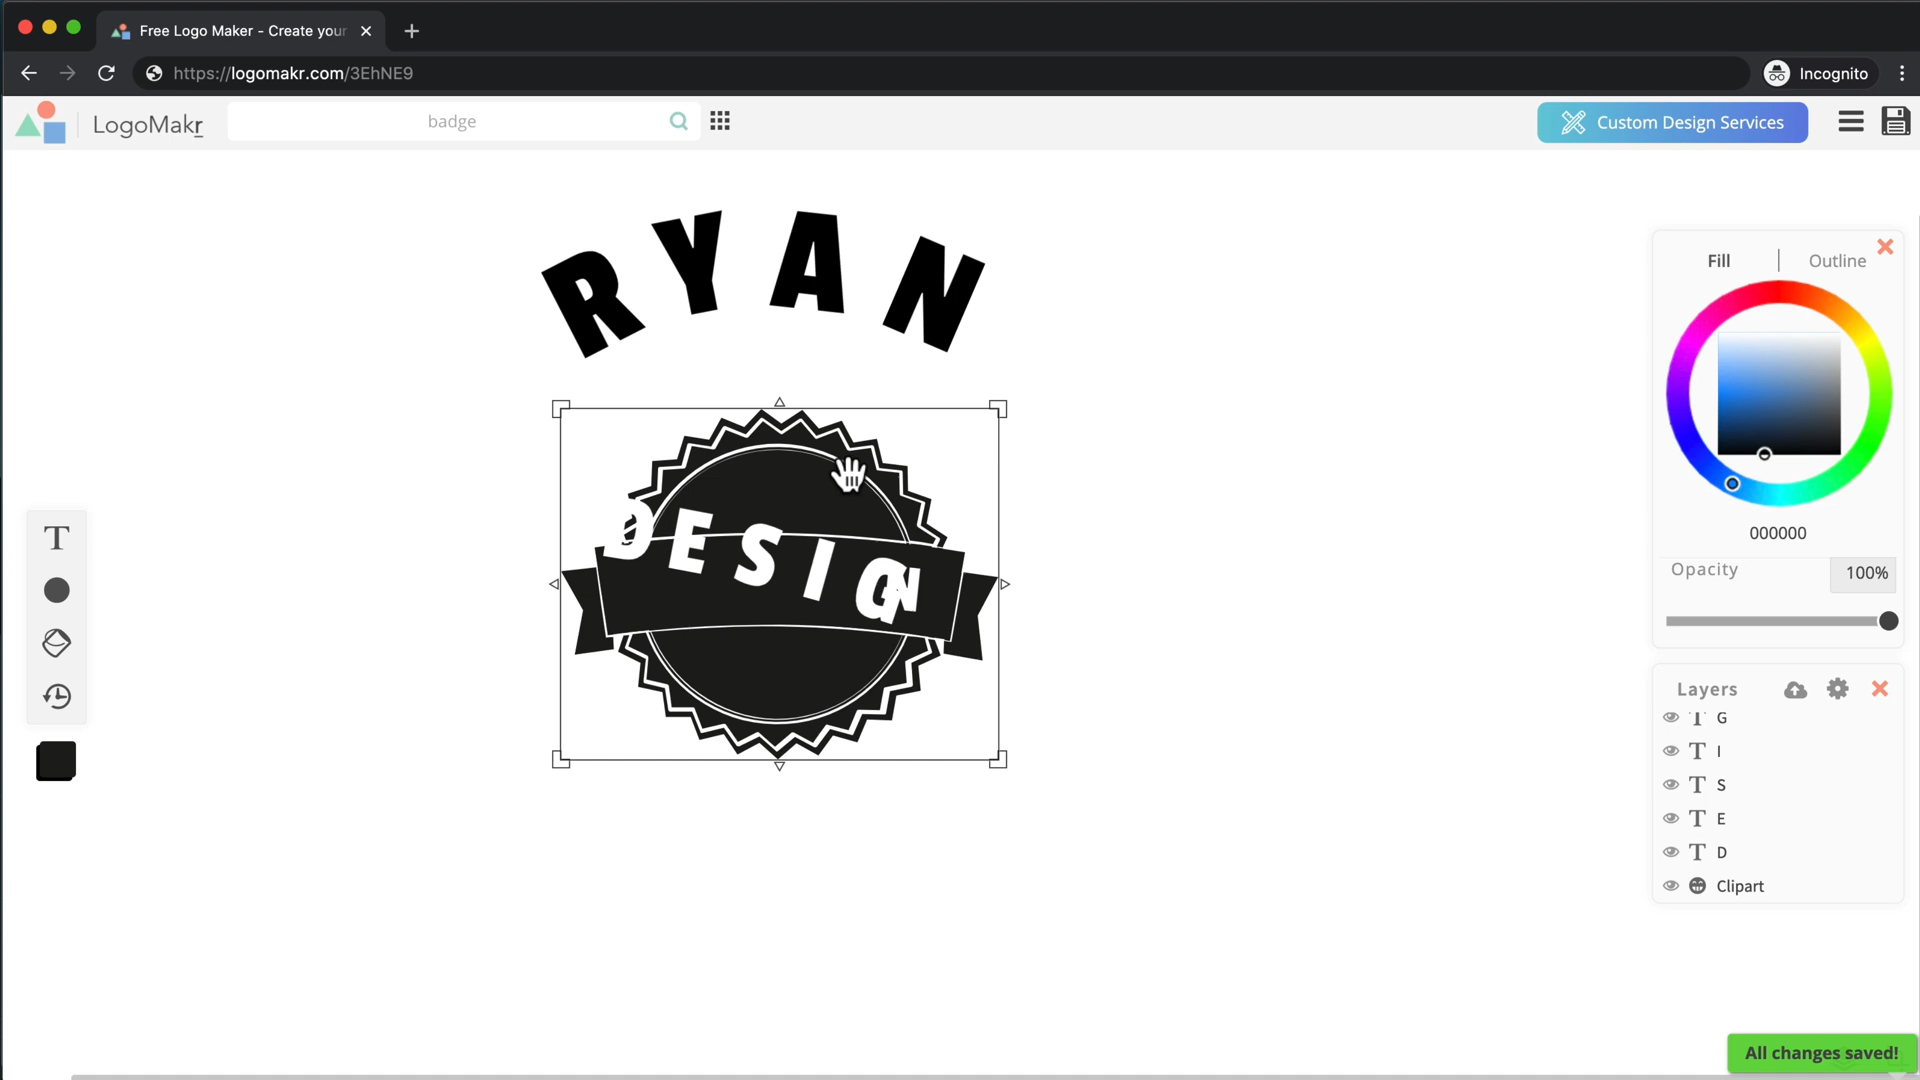 Free Logo Maker - Create your
https://logomakr.com/3EhNE9
Incognito
LogoMakr
badge
Custom Design Services
RYAN
Fill
Outline
DESIGN
000000
Opacity
100%
T
Layers
T G
T I
T S
T E
T D
Clipart
All changes saved!